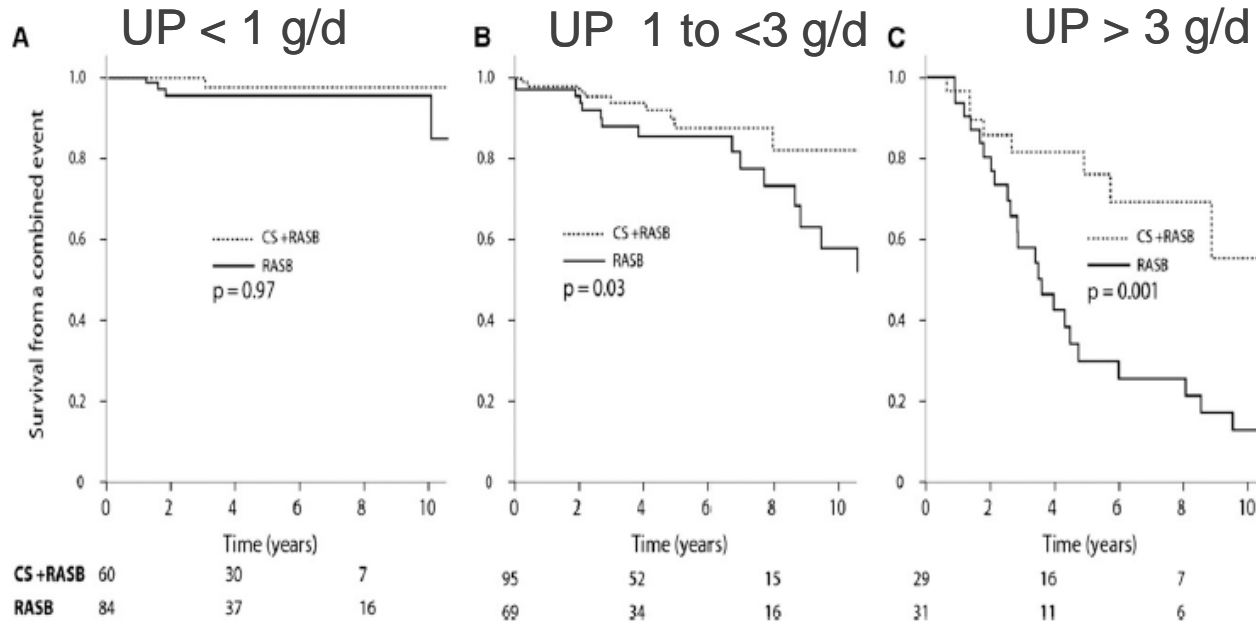 A UP < 1 g/d
B UP 1 to <3 g/d
C UP > 3 g/d
Survival from a combined event
1.0
0.8
0.6
0.4
0.2
0
CS +RASB
RASB
p = 0.97
0 2 4 6 8 10
Time (years)
1.0
0.8
0.6
0.4
0.2
0
CS +RASB
RASB
p = 0.03
0 2 4 6 8 10
Time (years)
1.0
0.8
0.6
0.4
0.2
0
CS +RASB
RASB
p = 0.001
0 2 4 6 8 10
Time (years)
CS +RASB 60 30 7 95 52 15 29 16 7
RASB 84 37 16 69 34 16 31 11 6